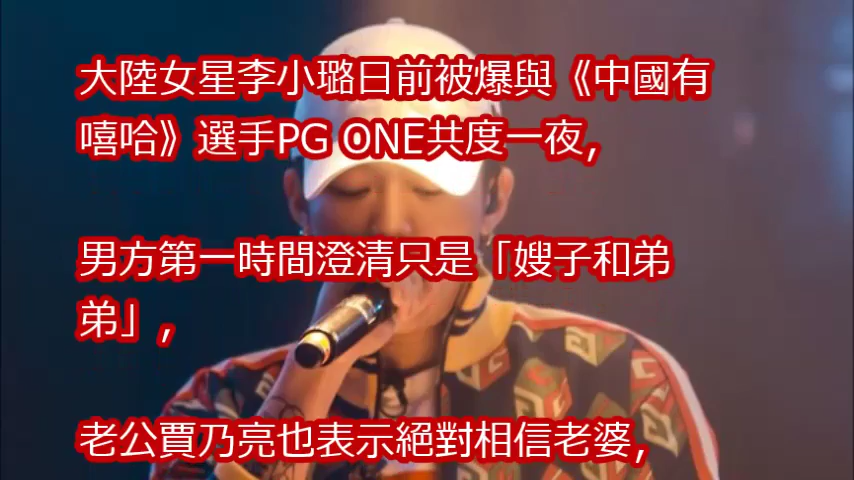 大陸女星李小璐日前被爆與《中國有
嘻哈》選手PG ONE共度一夜,
男方第一時間澄清只是「嫂子和弟
弟」,
老公賈乃亮也表示絕對相信老婆,